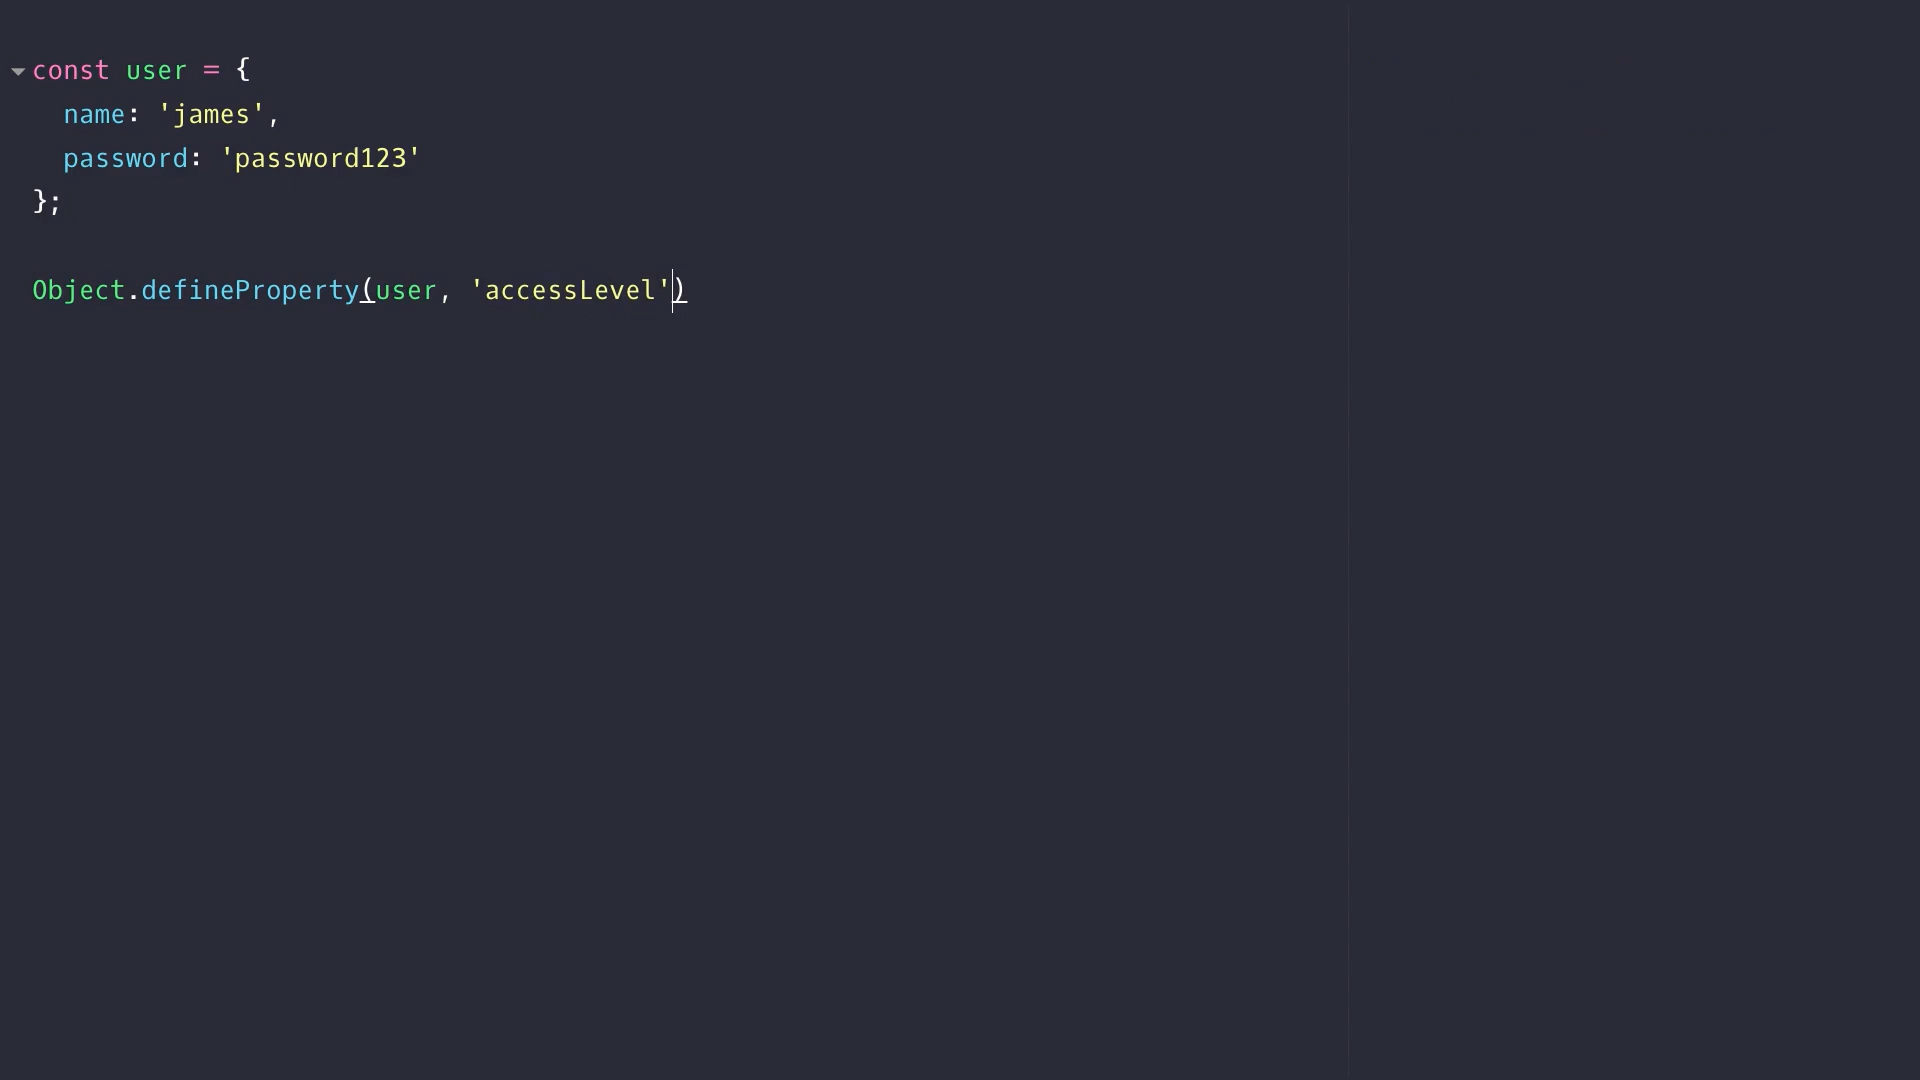 const user = {
  name: 'james',
  password: 'password123'
};
Object.defineProperty(user, 'accessLevel')